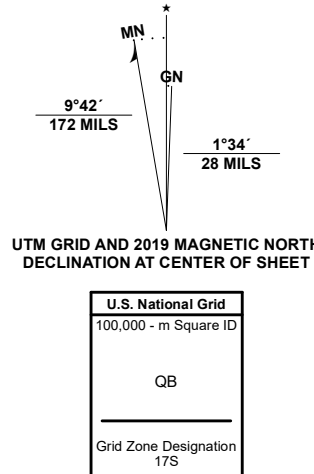 ★
MN
GN
9°42´
172 MILS
1°34´
28 MILS
UTM GRID AND 2019 MAGNETIC NORTH
DECLINATION AT CENTER OF SHEET
U.S. National Grid
100,000 - m Square ID
QB
Grid Zone Designation
17S